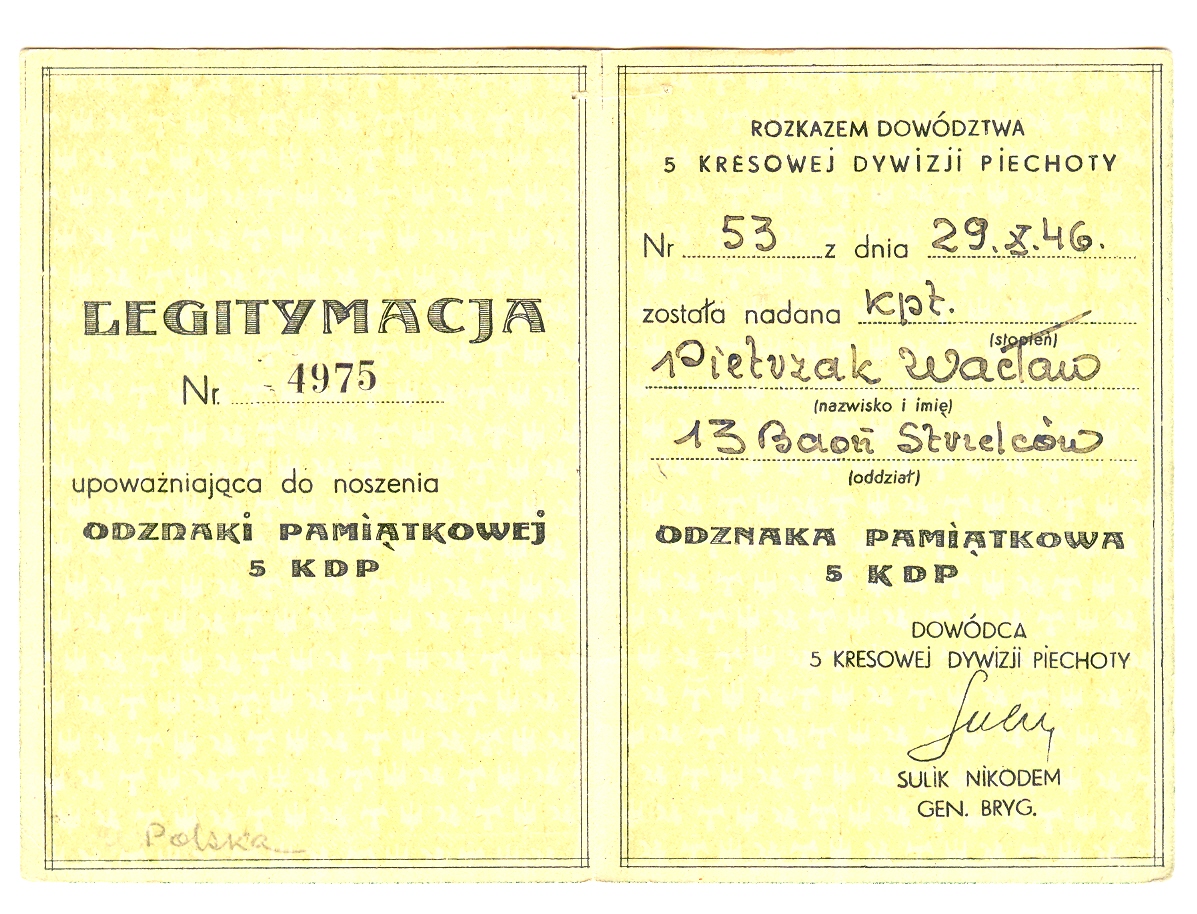 LEGITYMACJA
Nr. 4975
upoważniająca do noszenia
ODZNAKI PAMIĄTKOWEJ
5 KDP
Polska
ROZKAZEM DOWÓDZTWA
5 KRESOWEJ DYWIZJI PIECHOTY
Nr 53 z dnia 29.X.46.
została nadana kpt.
(stopień)
Pietrzak Wacław
(nazwisko i imię)
13 Baon Strzelców
(oddział)
ODZNAKA PAMIĄTKOWA
5 KDP
DOWÓDCA
5 KRESOWEJ DYWIZJI PIECHOTY
Sulik
SULIK NIKODEM
GEN. BRYG.